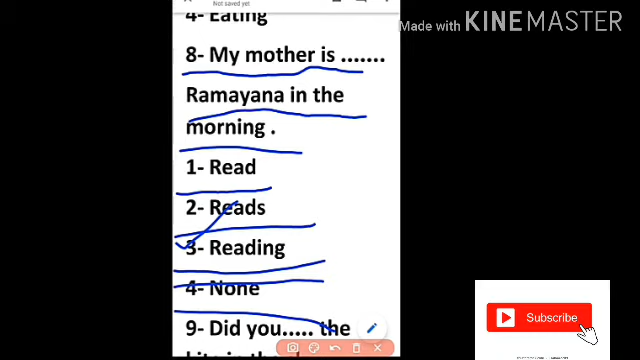 Not saved yet
4- Eating
Made with KINEMASTER
8- My mother is .......
Ramayana in the
morning .
1- Read
2- Reads
3- Reading
4- None
9- Did you..... the
Subscribe